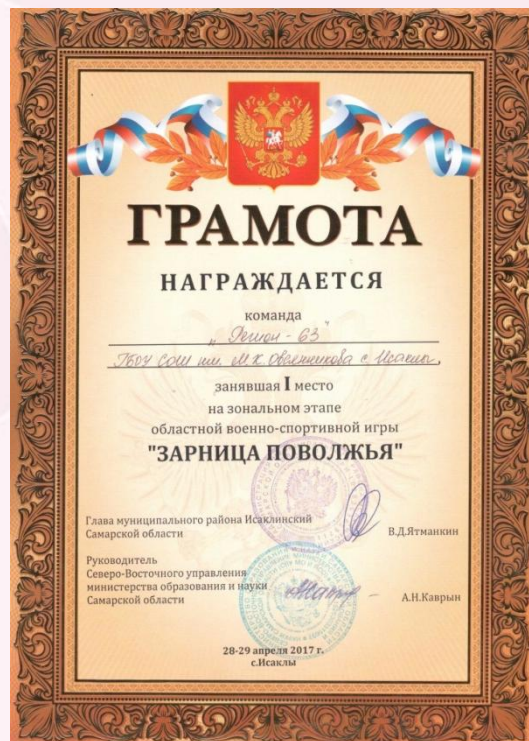 ГРАМОТА
НАГРАЖДАЕТСЯ
команда
"Регион - 63"
ГБОУ СОШ им. М.К. Овсянникова с. Исаклы,
занявшая I место
на зональном этапе
областной военно-спортивной игры
"ЗАРНИЦА ПОВОЛЖЬЯ"
Глава муниципального района Исаклинский
Самарской области
В.Д.Ятманкин
Руководитель
Северо-Восточного управления
министерства образования и науки
Самарской области
А.Н.Каврын
28-29 апреля 2017 г.
с.Исаклы